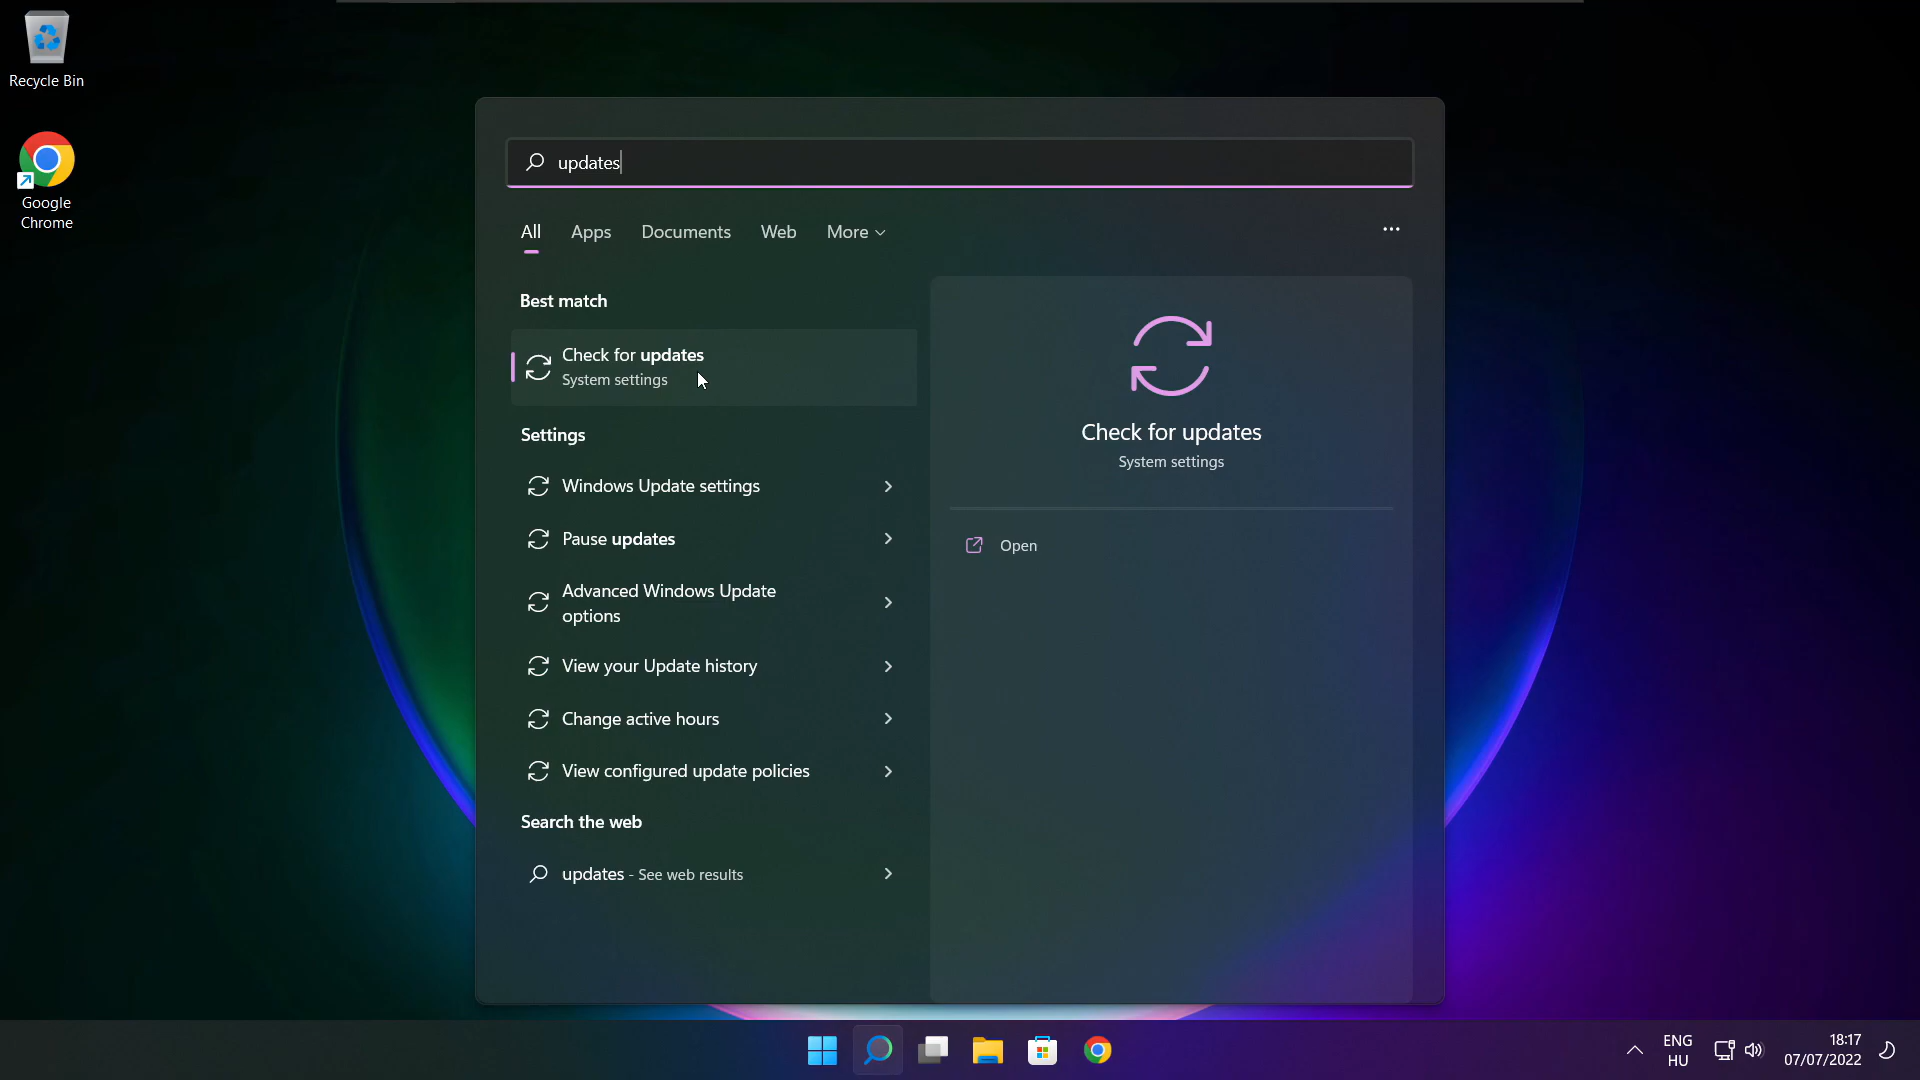 Recycle Bin
Google
Chrome
updates
All Apps Documents Web More
Best match
Check for updates
System settings
Settings
Windows Update settings
Pause updates
Advanced Windows Update
options
View your Update history
Change active hours
View configured update policies
Search the web
updates - See web results
Check for updates
System settings
Open
ENG
HU
18:17
07/07/2022